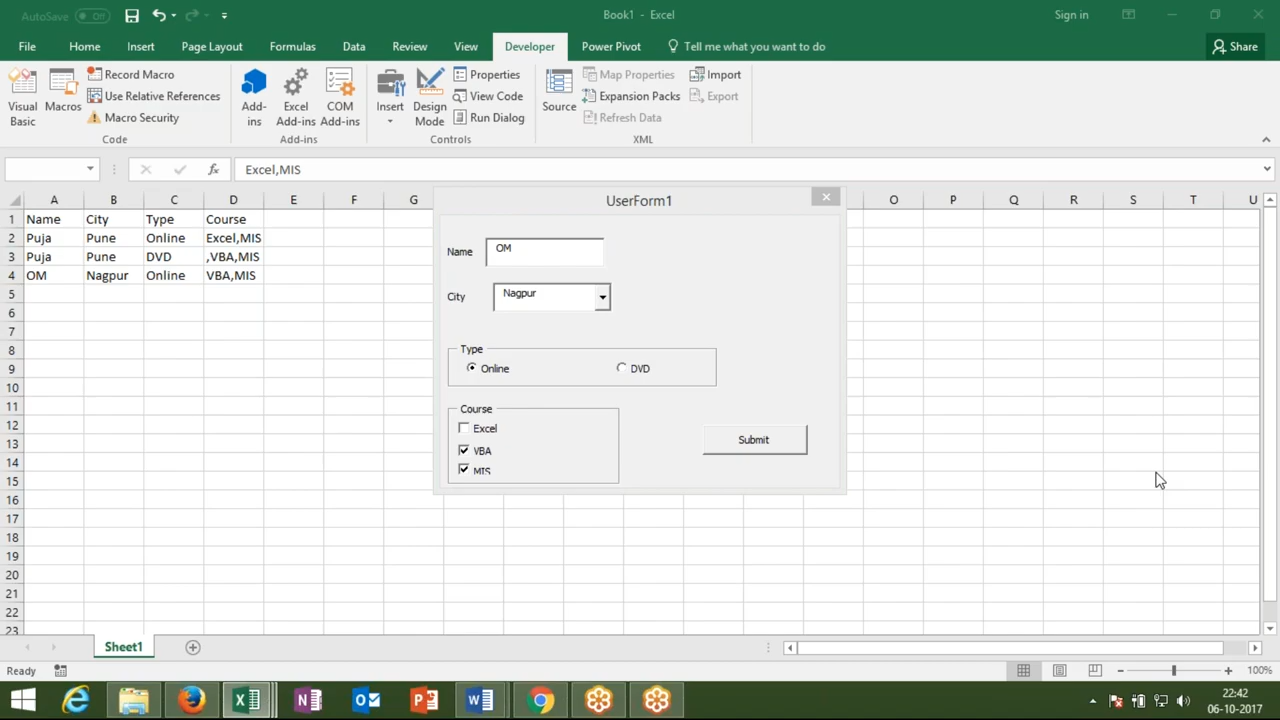 AutoSave Off
Book1 - Excel
Sign in
File Home Insert Page Layout Formulas Data Review View Developer Power Pivot Tell me what you want to do Share
Visual Basic
Macros
Record Macro
Use Relative References
Macro Security
Code
Add-ins
Excel Add-ins
COM Add-ins
Add-ins
Insert
Design Mode
Properties
View Code
Run Dialog
Controls
Source
Map Properties
Expansion Packs
Refresh Data
Import
Export
XML
fx Excel,MIS
A B C D E F G O P Q R S T U
1 Name City Type Course
2 Puja Pune Online Excel,MIS
3 Puja Pune DVD ,VBA,MIS
4 OM Nagpur Online VBA,MIS
5
6
7
8
9
10
11
12
13
14
15
16
17
18
19
20
21
22
23
UserForm1
Name OM
City Nagpur
Type
Online DVD
Course
Excel
VBA
MIS
Submit
Sheet1
Ready
100%
22:42
06-10-2017